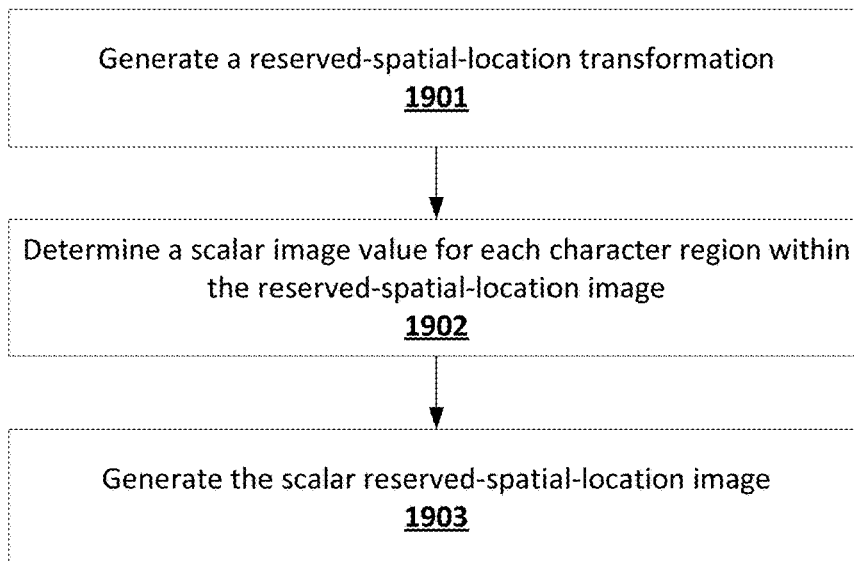 Generate a reserved-spatial-location transformation
1901
Determine a scalar image value for each character region within
the reserved-spatial-location image
1902
Generate the scalar reserved-spatial-location image
1903